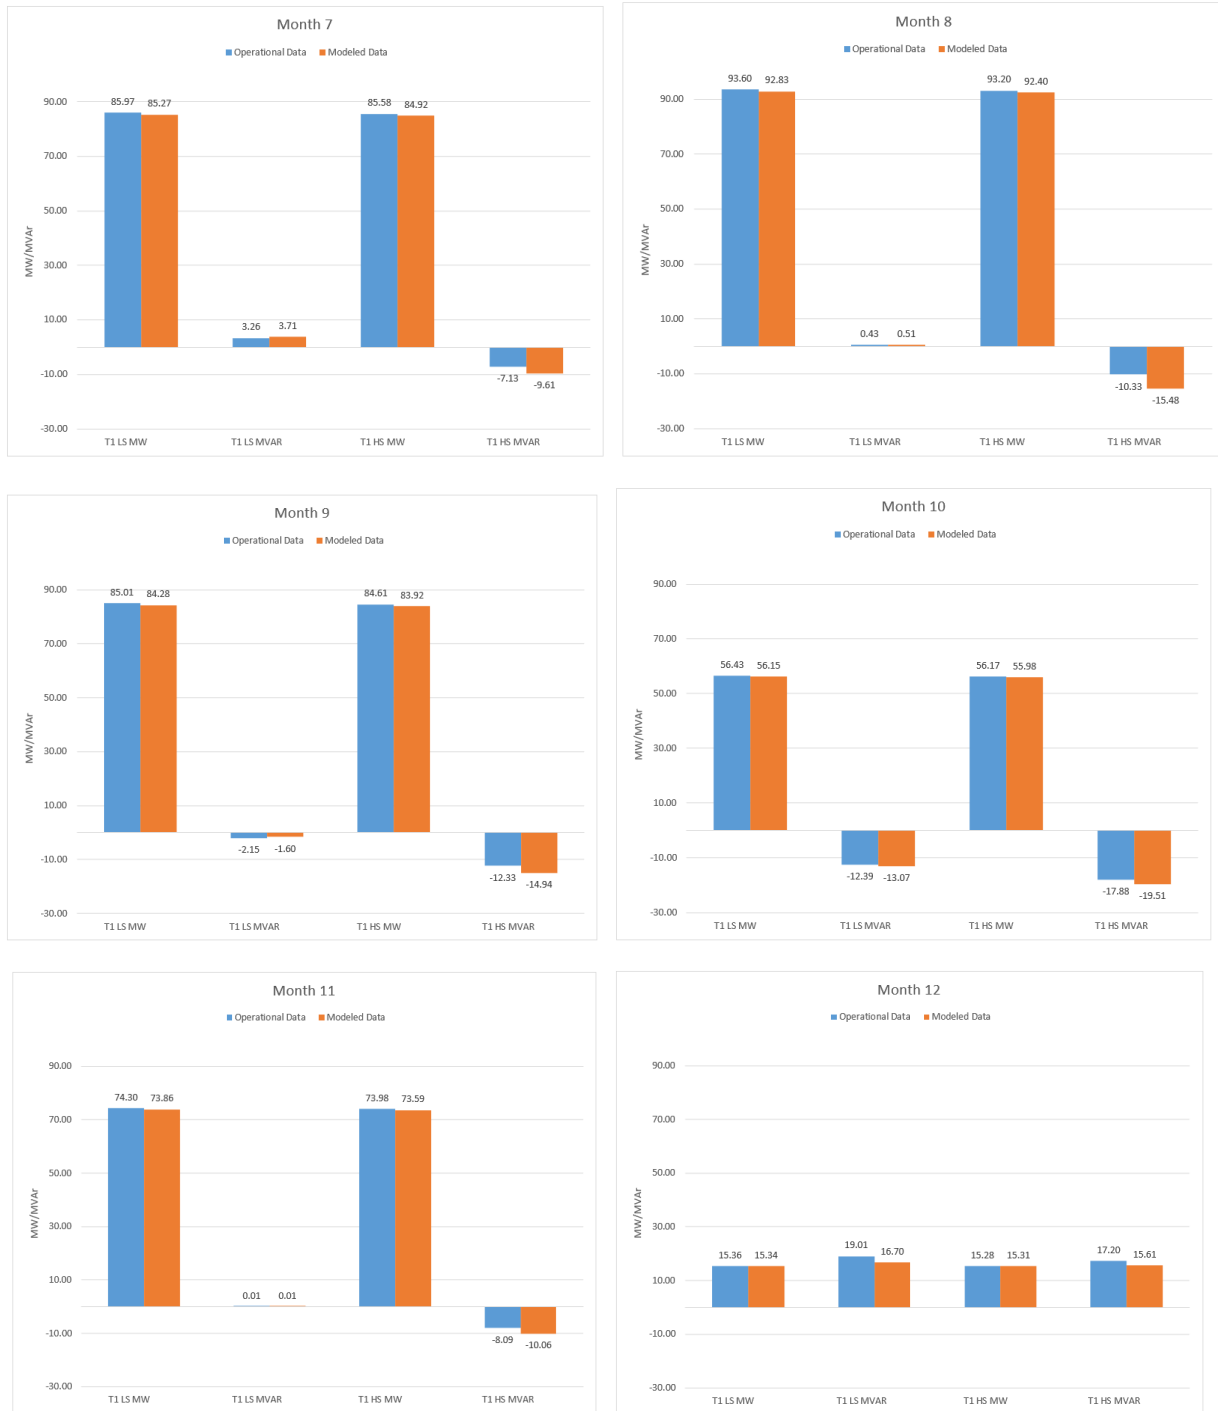 Month 7
Operational Data Modeled Data
90.00
70.00
50.00
30.00
10.00
-10.00
-30.00
MW/MVAr
85.97 85.27
3.26 3.71
85.58 84.92
-7.13 -9.61
T1 LS MW T1 LS MVAR T1 HS MW T1 HS MVAR
Month 8
Operational Data Modeled Data
90.00
70.00
50.00
30.00
10.00
-10.00
-30.00
MW/MVAr
93.60 92.83
0.43 0.51
93.20 92.40
-10.33 -15.48
T1 LS MW T1 LS MVAR T1 HS MW T1 HS MVAR
Month 9
Operational Data Modeled Data
90.00
70.00
50.00
30.00
10.00
-10.00
-30.00
MW/MVAr
85.01 84.28
-2.15 -1.60
84.61 83.92
-12.33 -14.94
T1 LS MW T1 LS MVAR T1 HS MW T1 HS MVAR
Month 10
Operational Data Modeled Data
90.00
70.00
50.00
30.00
10.00
-10.00
-30.00
MW/MVAr
56.43 56.15
-12.39 -13.07
56.17 55.98
-17.88 -19.51
T1 LS MW T1 LS MVAR T1 HS MW T1 HS MVAR
Month 11
Operational Data Modeled Data
90.00
70.00
50.00
30.00
10.00
-10.00
-30.00
MW/MVAr
74.30 73.86
0.01 0.01
73.98 73.59
-8.09 -10.06
T1 LS MW T1 LS MVAR T1 HS MW T1 HS MVAR
Month 12
Operational Data Modeled Data
90.00
70.00
50.00
30.00
10.00
-10.00
-30.00
MW/MVAr
15.36 15.34
19.01 16.70
15.28 15.31
17.20 15.61
T1 LS MW T1 LS MVAR T1 HS MW T1 HS MVAR